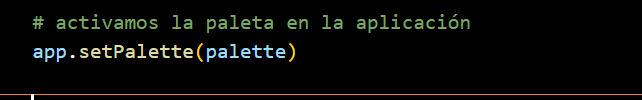 # activamos la paleta en la aplicación
app.setPalette(palette)